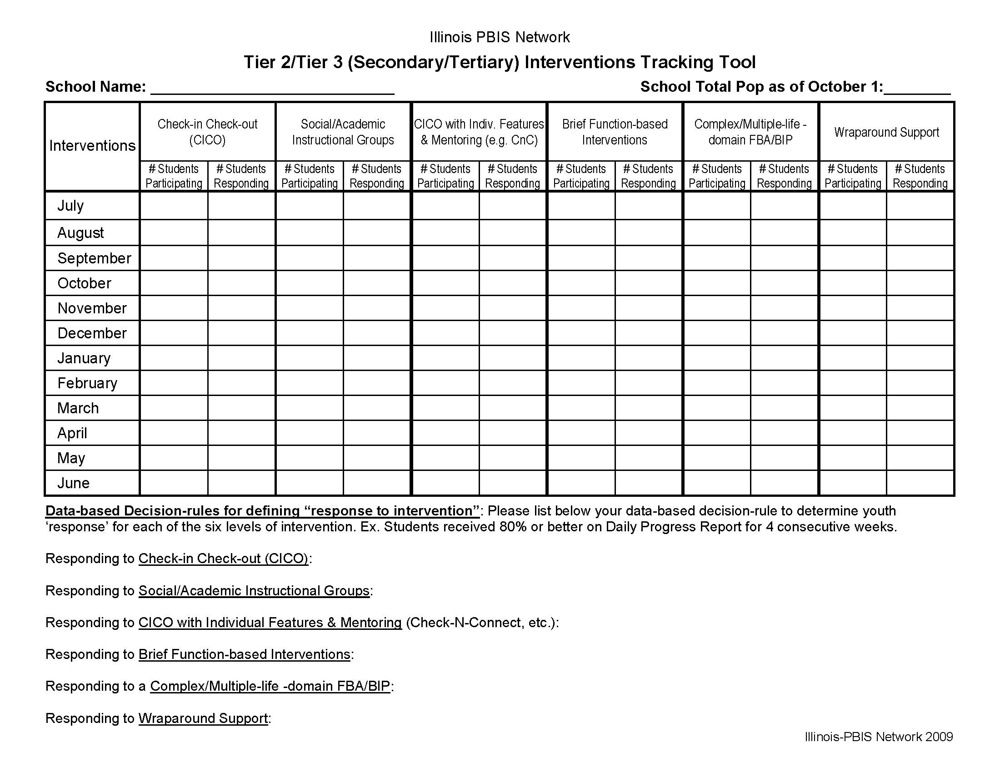 Illinois PBIS Network
Tier 2/Tier 3 (Secondary/Tertiary) Interventions Tracking Tool
School Name: ____________________________ School Total Pop as of October 1:________
Interventions
Check-in Check-out
(CICO)
Social/Academic
Instructional Groups
CICO with Indiv. Features
& Mentoring (e.g. CnC)
Brief Function-based
Interventions
Complex/Multiple-life -
domain FBA/BIP
Wraparound Support
# Students
Participating
# Students
Responding
# Students
Participating
# Students
Responding
# Students
Participating
# Students
Responding
# Students
Participating
# Students
Responding
# Students
Participating
# Students
Responding
# Students
Participating
# Students
Responding
July
August
September
October
November
December
January
February
March
April
May
June
Data-based Decision-rules for defining “response to intervention”: Please list below your data-based decision-rule to determine youth
‘response’ for each of the six levels of intervention. Ex. Students received 80% or better on Daily Progress Report for 4 consecutive weeks.
Responding to Check-in Check-out (CICO):
Responding to Social/Academic Instructional Groups:
Responding to CICO with Individual Features & Mentoring (Check-N-Connect, etc.):
Responding to Brief Function-based Interventions:
Responding to a Complex/Multiple-life -domain FBA/BIP:
Responding to Wraparound Support:
Illinois-PBIS Network 2009